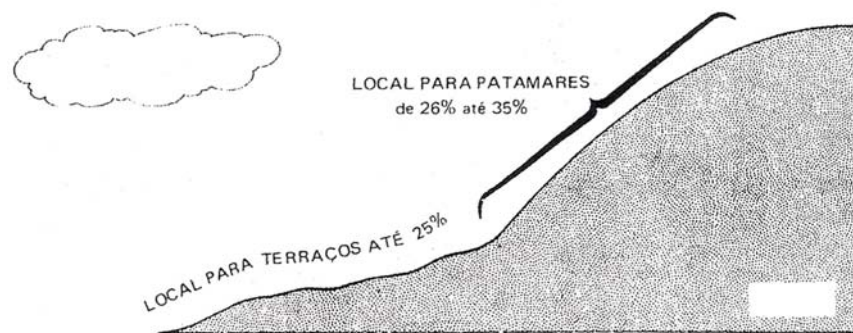 LOCAL PARA PATAMARES
de 26% até 35%
LOCAL PARA TERRAÇOS ATÉ 25%